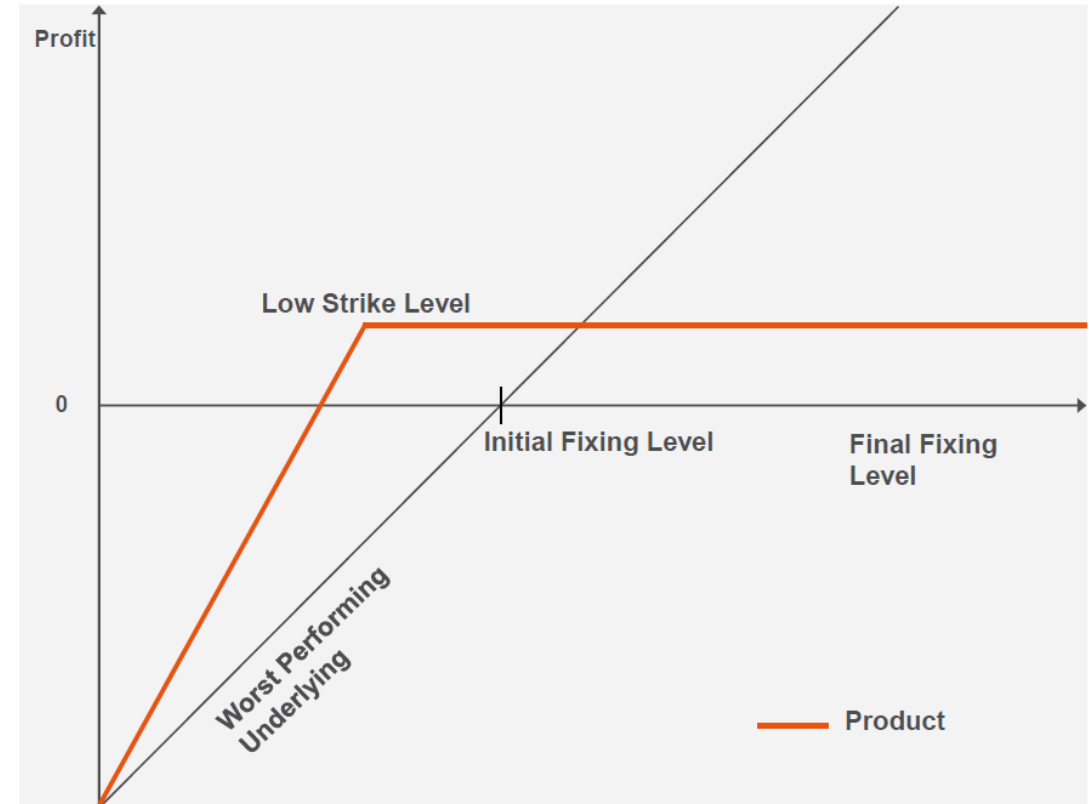 Profit
Low Strike Level
0
Initial Fixing Level
Final Fixing
Level
Worst Performing
Underlying
Product